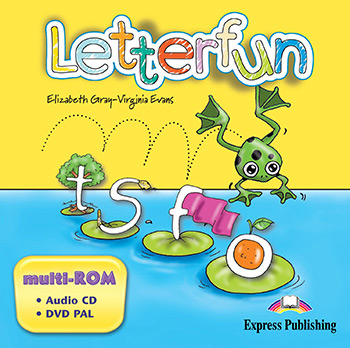 Letterfun
Elizabeth Gray-Virginia Evans
t s f o
multi-ROM
• Audio CD
• DVD PAL
Express Publishing